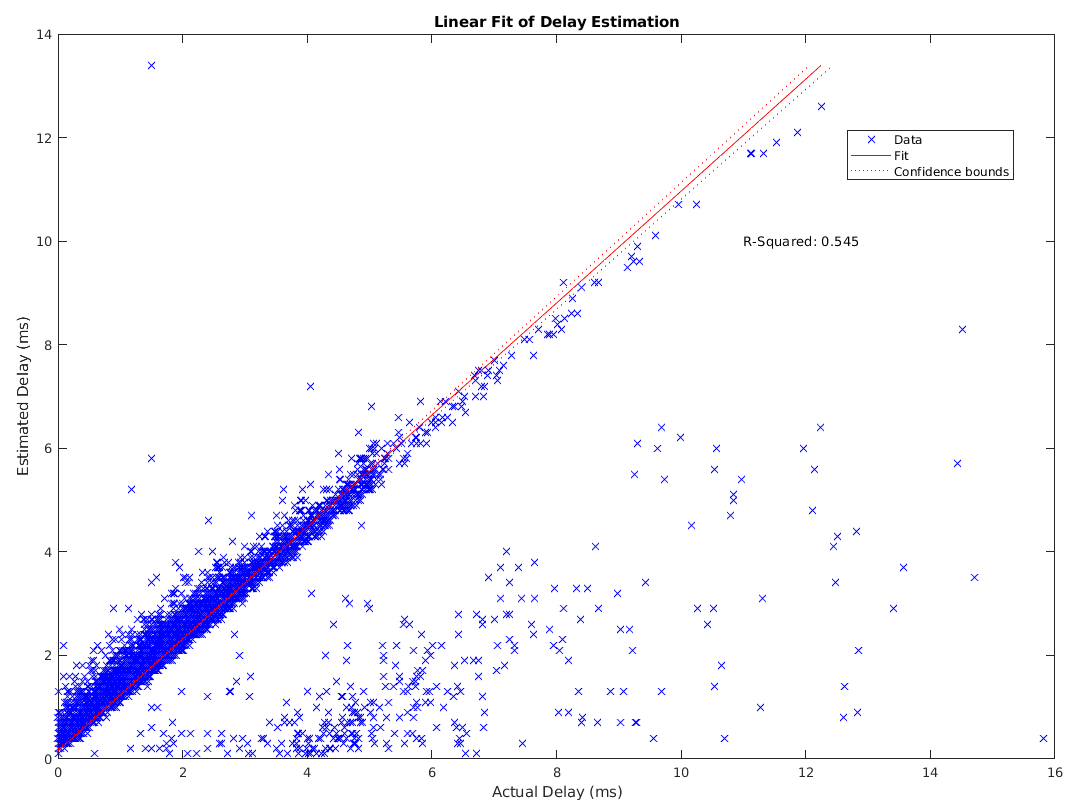 Linear Fit of Delay Estimation
14
12
10
8
6
4
2
0
Estimated Delay (ms)
Data
Fit
Confidence bounds
R-Squared: 0.545
0 2 4 6 8 10 12 14 16
Actual Delay (ms)